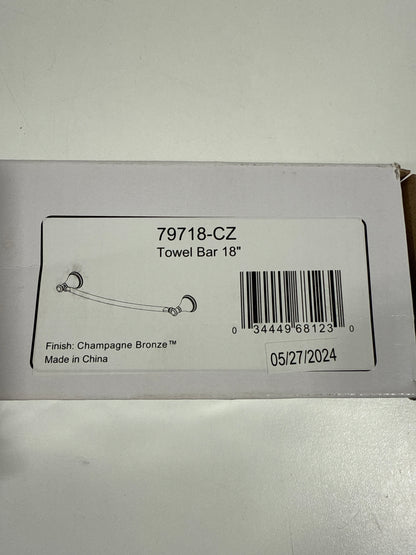 79718-CZ
Towel Bar 18"
0 34449 68123 0
Finish: Champagne Bronze™
Made in China
05/27/2024